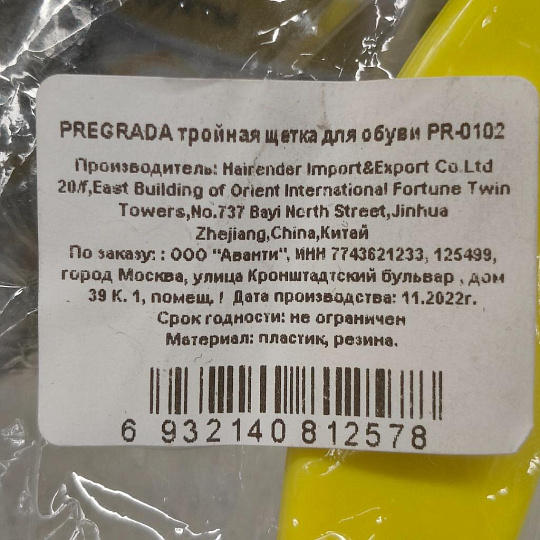 PREGRADA тройная щетка для обуви PR-0102
Производитель: Hairender Import&Export Co.Ltd
20/f,East Building of Orient International Fortune Twin
Towers,No.737 Bayi North Street,Jinhua
Zhejiang,China,Китай
По заказу: : ООО "Аванти", ИНН 7743621233, 125499,
город Москва, улица Кронштадтский бульвар , дом
39 К. 1, помещ. I Дата производства: 11.2022г.
Срок годности: не ограничен
Материал: пластик, резина.
6 932140 812578